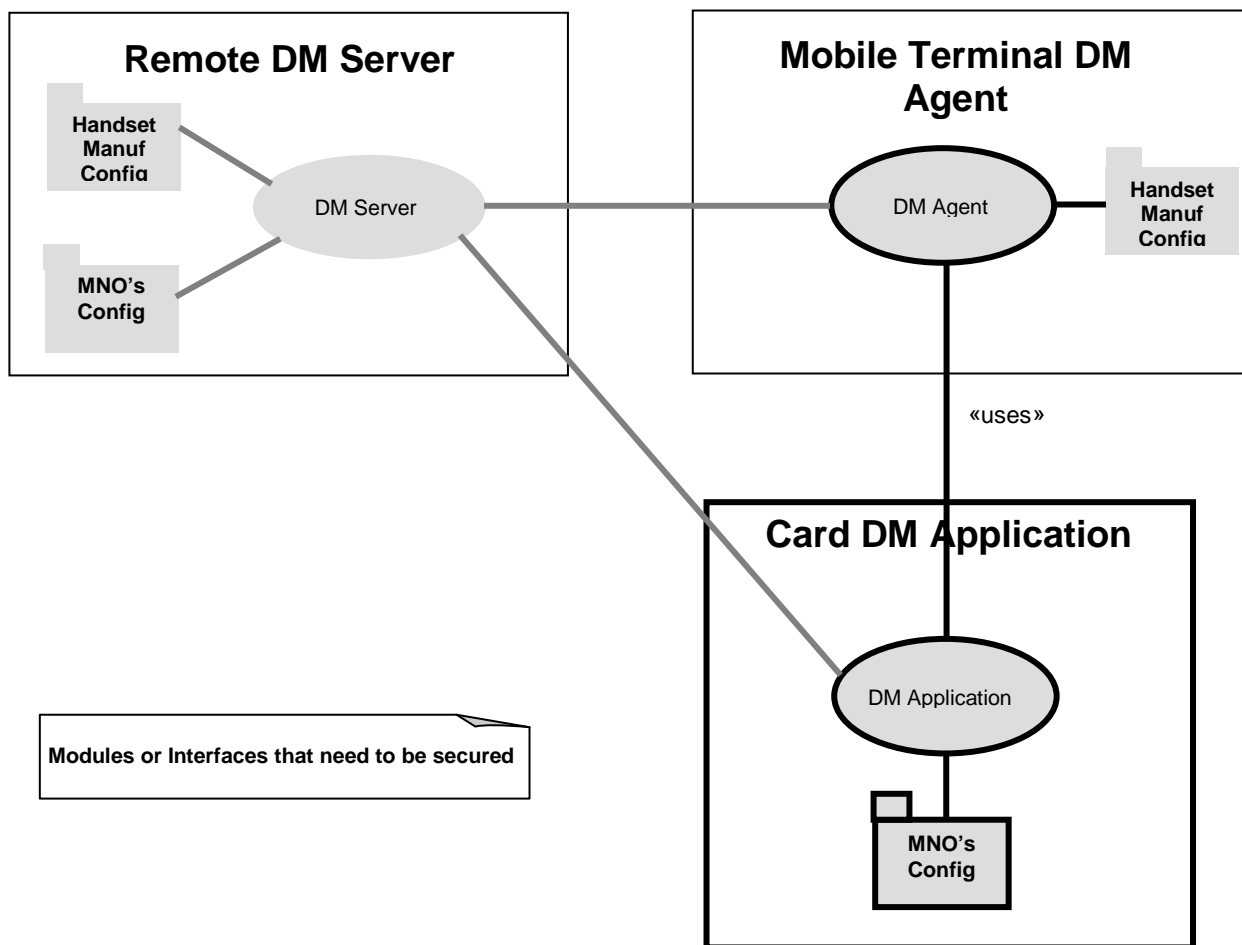 Remote DM Server
Handset
Manuf
Config
DM Server
MNO's
Config
Mobile Terminal DM
Agent
DM Agent
Handset
Manuf
Config
«uses»
Card DM Application
DM Application
MNO's
Config
Modules or Interfaces that need to be secured